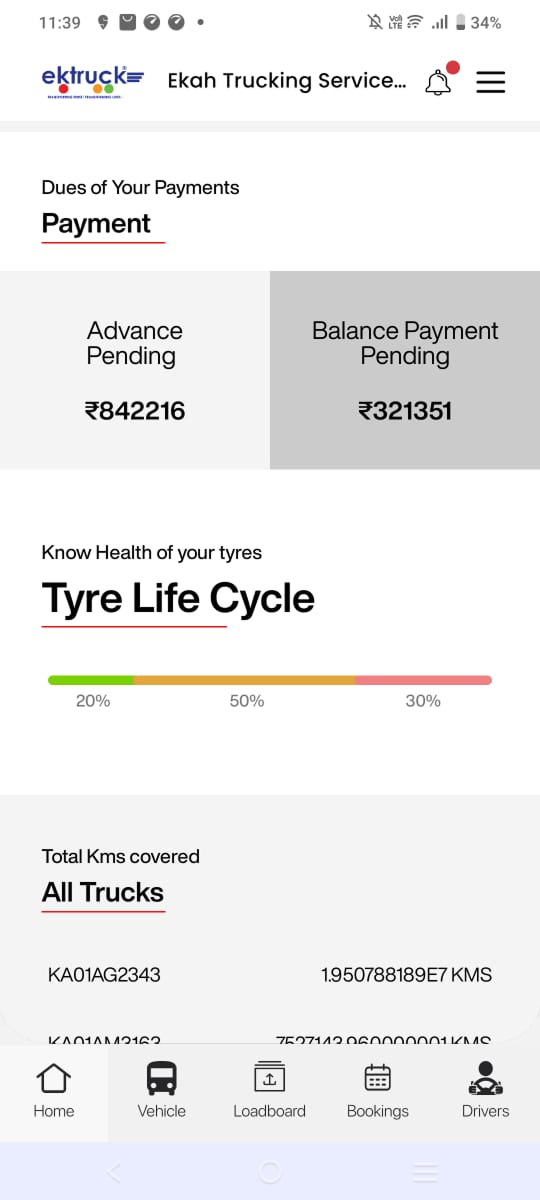 11:39 VoD LTE 34%
ektruck Ekah Trucking Service...
Dues of Your Payments
Payment
Advance Pending
₹842216
Balance Payment Pending
₹321351
Know Health of your tyres
Tyre Life Cycle
20% 50% 30%
Total Kms covered
All Trucks
KA01AG2343 1.950788189E7 KMS
KA01AM3163 7527143.960000001 KMS
Home Vehicle Loadboard Bookings Drivers